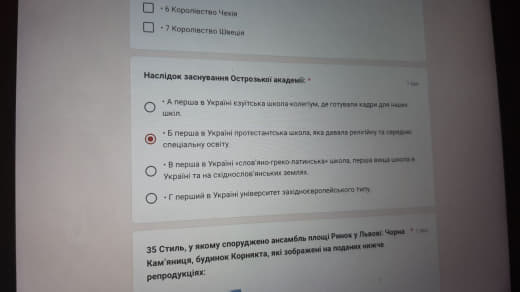 • 6 Королівство Чехія
• 7 Королівство Швеція
Наслідок заснування Острозької академії: *
• А перша в Україні єзуїтська школа-колегіум, де готували кадри для наших
шкіл.
• Б перша в Україні протестантська школа, яка давала релігійну та середню
спеціальну освіту.
• В перша в Україні «слов'яно-греко-латинська» школа, перша вища школа в
Україні та на східнослов'янських землях.
• Г перший в Україні університет західноєвропейського типу.
35 Стиль, у якому споруджено ансамбль площі Ринок у Львові: Чорна *
Кам'яниця, будинок Корнякта, які зображені на поданих нижче
репродукціях: